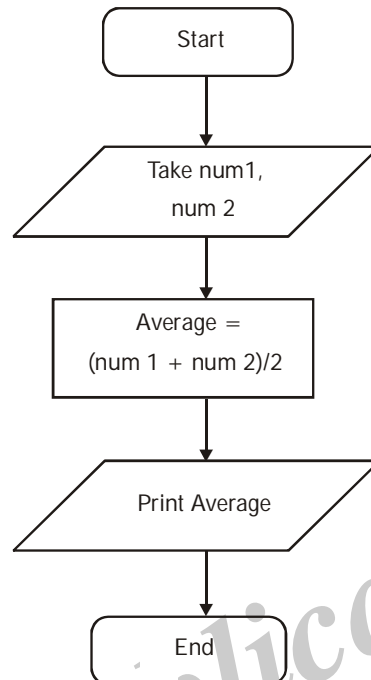 Start
Take num1,
num 2
Average =
(num 1 + num 2)/2
Print Average
End